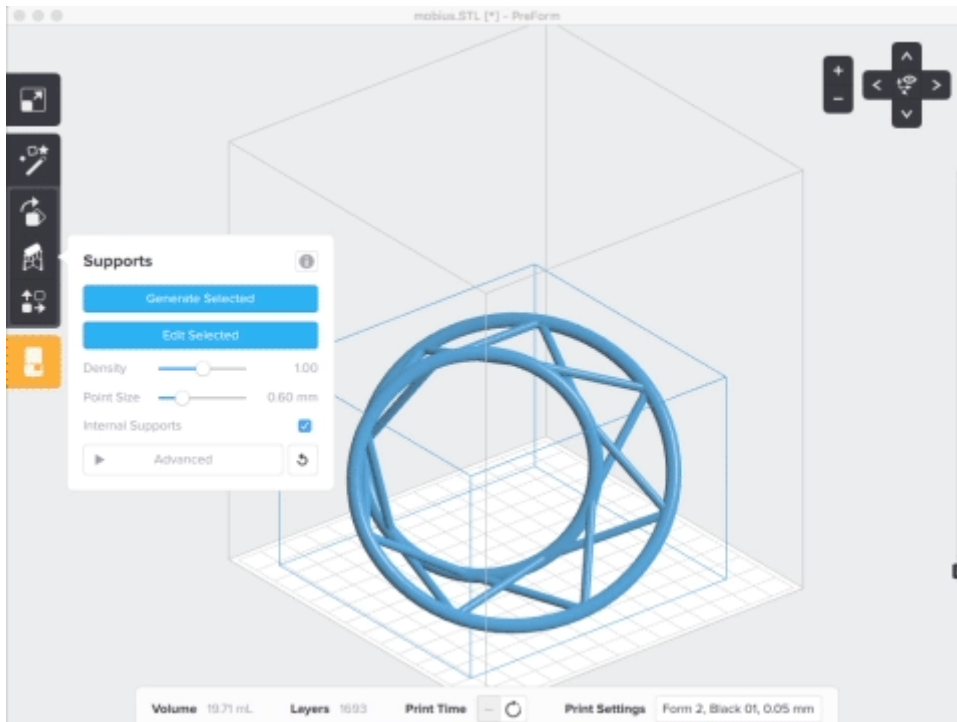 mobius.STL [*] - PreForm
Supports
Generate Selected
Edit Selected
Density 1.00
Point Size 0.60 mm
Internal Supports
Advanced
Volume 19.71 mL Layers 1693 Print Time – Print Settings Form 2, Black 01, 0.05 mm